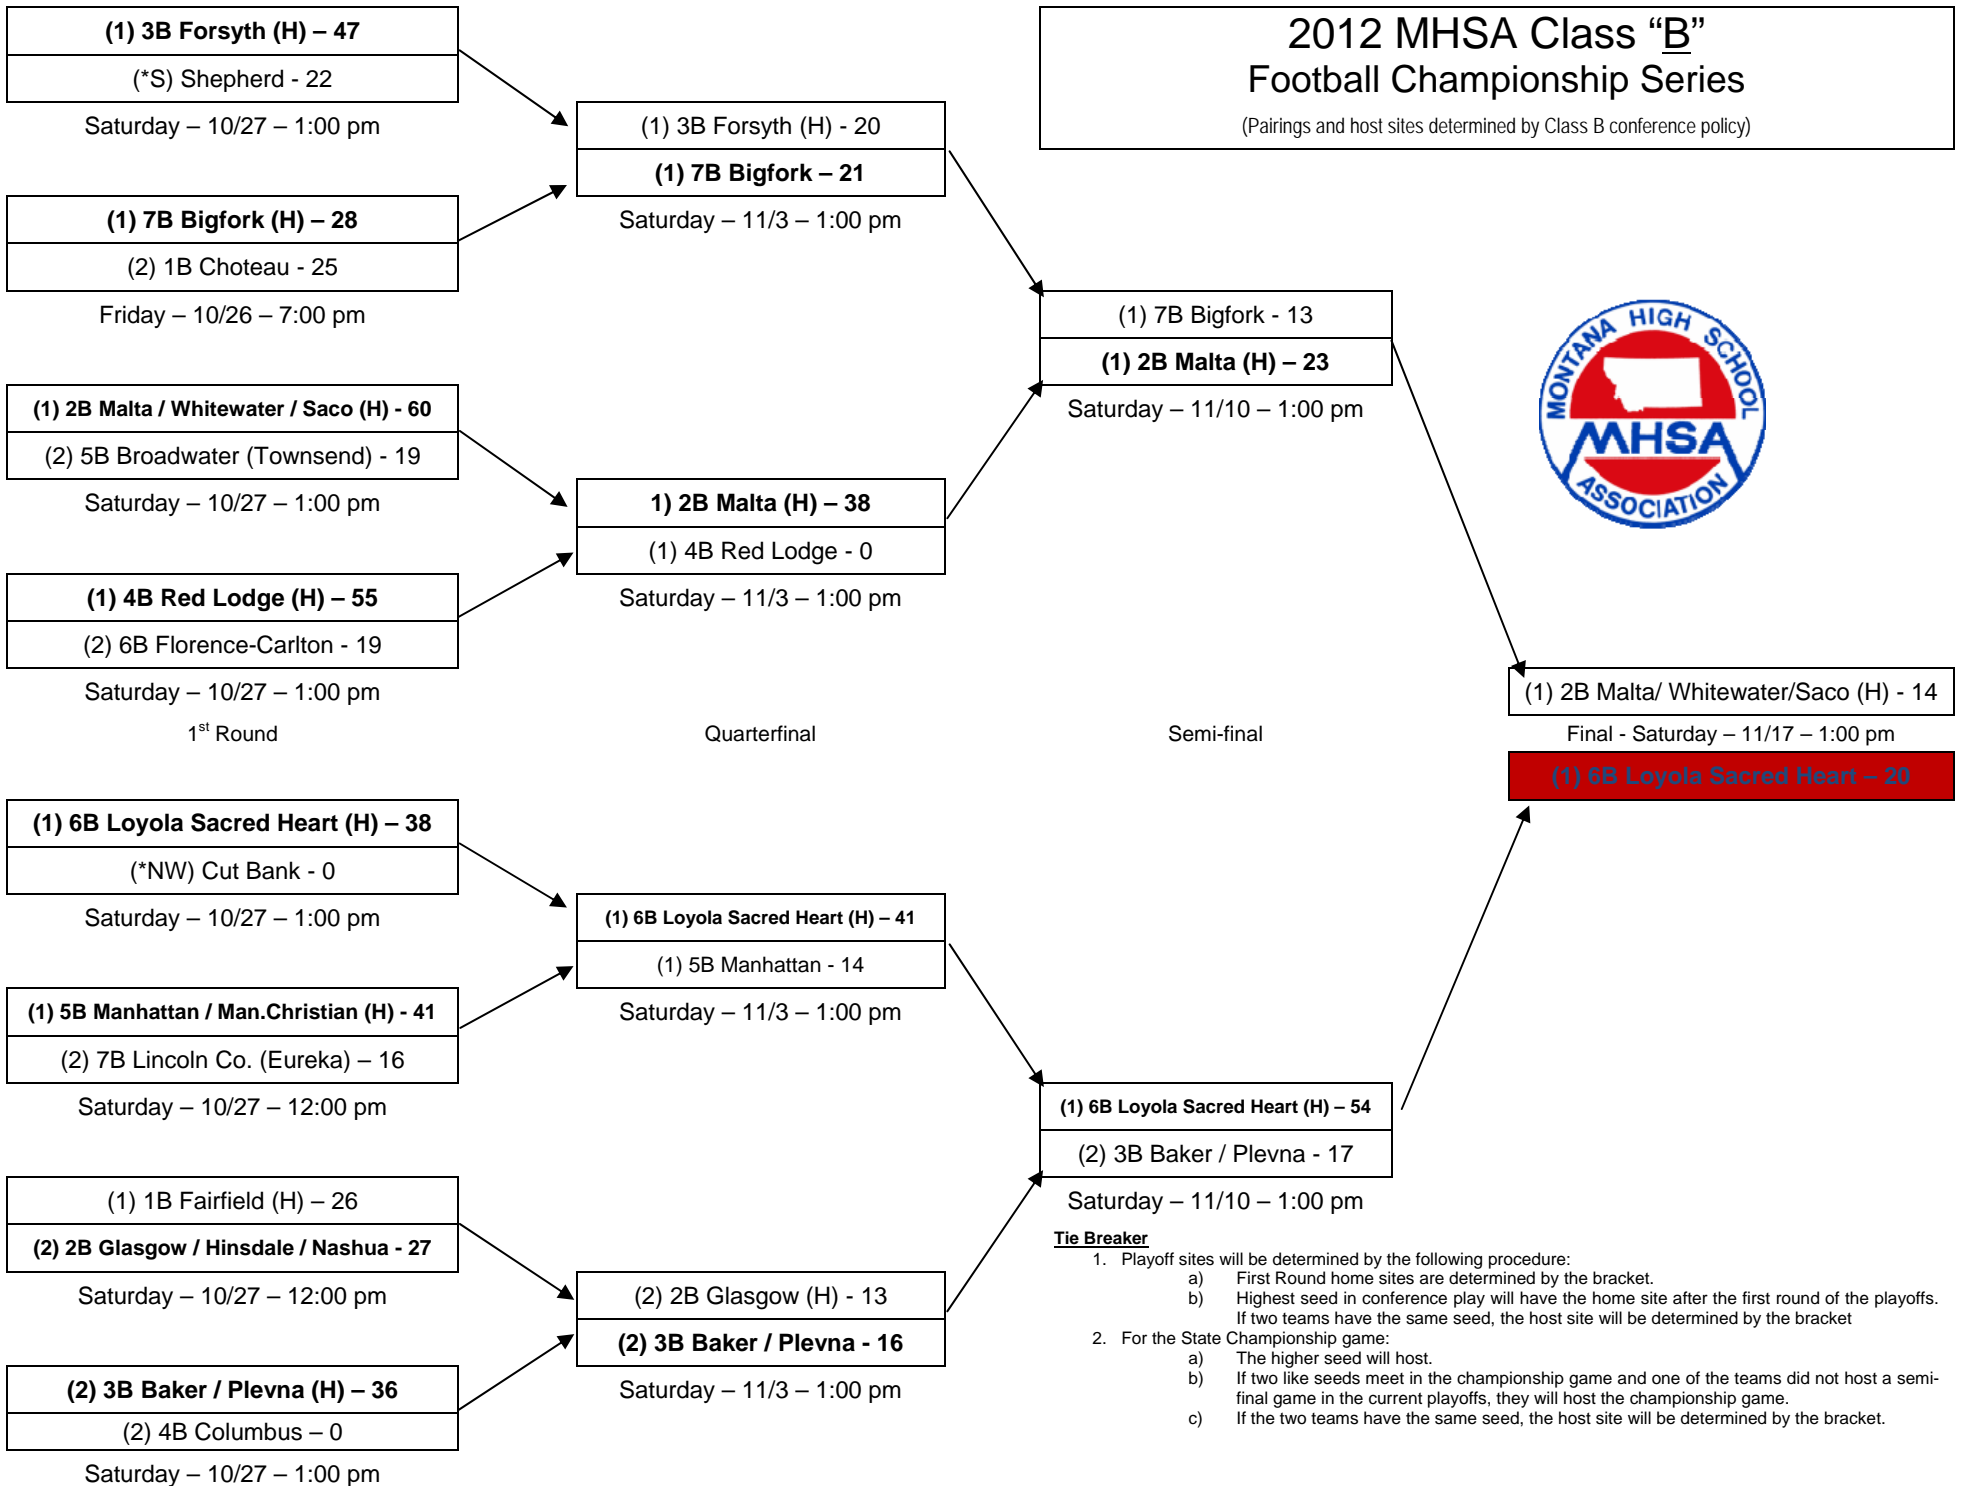 2012 MHSA Class “B”
Football Championship Series
(Pairings and host sites determined by Class B conference policy)
(1) 3B Forsyth (H) – 47
(*S) Shepherd - 22
Saturday – 10/27 – 1:00 pm
(1) 7B Bigfork (H) – 28
(2) 1B Choteau - 25
Friday – 10/26 – 7:00 pm
(1) 2B Malta / Whitewater / Saco (H) - 60
(2) 5B Broadwater (Townsend) - 19
Saturday – 10/27 – 1:00 pm
(1) 4B Red Lodge (H) – 55
(2) 6B Florence-Carlton - 19
Saturday – 10/27 – 1:00 pm
1st Round
(1) 6B Loyola Sacred Heart (H) – 38
(*NW) Cut Bank - 0
Saturday – 10/27 – 1:00 pm
(1) 5B Manhattan / Man.Christian (H) - 41
(2) 7B Lincoln Co. (Eureka) – 16
Saturday – 10/27 – 12:00 pm
(1) 1B Fairfield (H) – 26
(2) 2B Glasgow / Hinsdale / Nashua - 27
Saturday – 10/27 – 12:00 pm
(2) 3B Baker / Plevna (H) – 36
(2) 4B Columbus – 0
Saturday – 10/27 – 1:00 pm
(1) 3B Forsyth (H) - 20
(1) 7B Bigfork – 21
Saturday – 11/3 – 1:00 pm
1) 2B Malta (H) – 38
(1) 4B Red Lodge - 0
Saturday – 11/3 – 1:00 pm
Quarterfinal
(1) 6B Loyola Sacred Heart (H) – 41
(1) 5B Manhattan - 14
Saturday – 11/3 – 1:00 pm
(2) 2B Glasgow (H) - 13
(2) 3B Baker / Plevna - 16
Saturday – 11/3 – 1:00 pm
(1) 7B Bigfork - 13
(1) 2B Malta (H) – 23
Saturday – 11/10 – 1:00 pm
Semi-final
(1) 6B Loyola Sacred Heart (H) – 54
(2) 3B Baker / Plevna - 17
Saturday – 11/10 – 1:00 pm
MONTANA HIGH SCHOOL
MHSA
ASSOCIATION
(1) 2B Malta/ Whitewater/Saco (H) - 14
Final - Saturday – 11/17 – 1:00 pm
(1) 6B Loyola Sacred Heart – 20
Tie Breaker
1. Playoff sites will be determined by the following procedure:
a) First Round home sites are determined by the bracket.
b) Highest seed in conference play will have the home site after the first round of the playoffs.
If two teams have the same seed, the host site will be determined by the bracket
2. For the State Championship game:
a) The higher seed will host.
b) If two like seeds meet in the championship game and one of the teams did not host a semi-
final game in the current playoffs, they will host the championship game.
c) If the two teams have the same seed, the host site will be determined by the bracket.